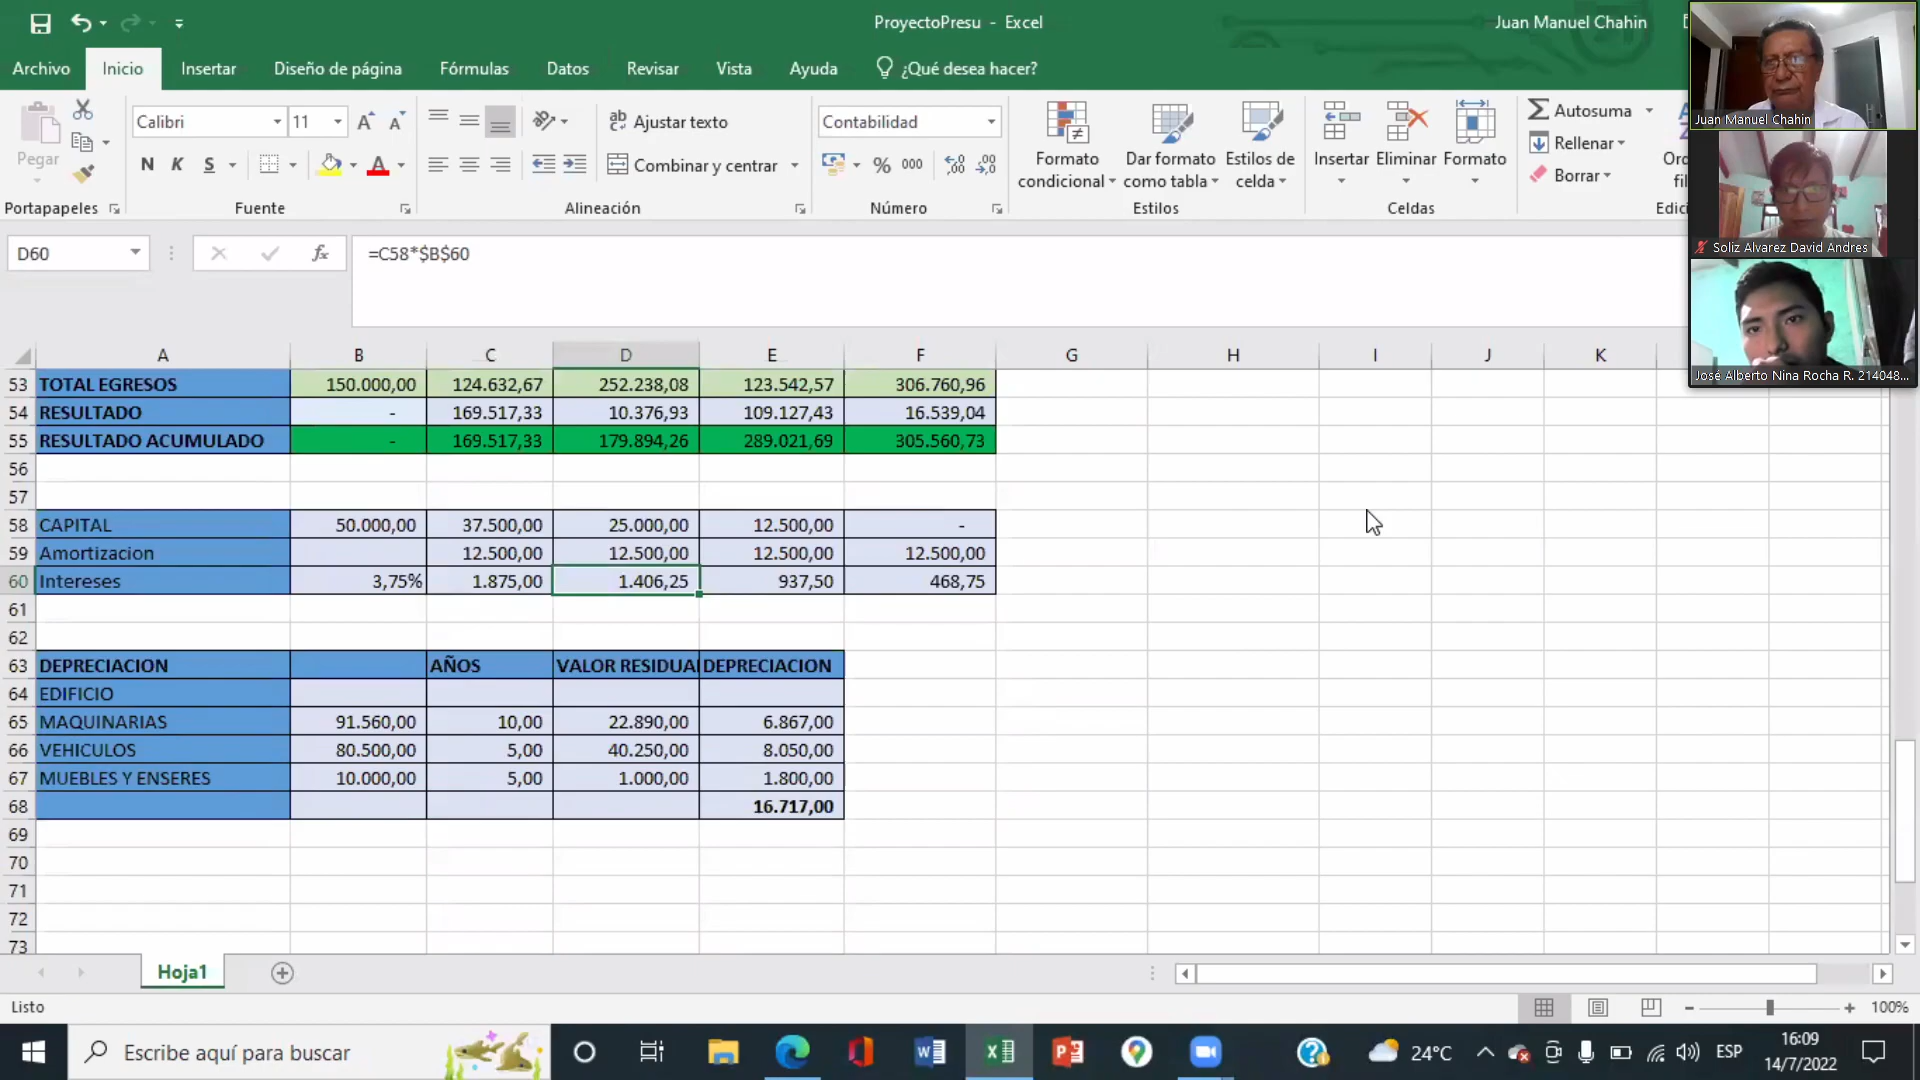 ProyectoPresu - Excel
Juan Manuel Chahin
Archivo Inicio Insertar Diseño de página Fórmulas Datos Revisar Vista Ayuda ¿Qué desea hacer?
Pegar
Calibri 11
N K S
Ajustar texto
Combinar y centrar
Contabilidad
% 000
Formato condicional
Dar formato como tabla
Estilos de celda
Insertar
Eliminar
Formato
Autosuma
Rellenar
Borrar
Portapapeles Fuente Alineación Número Estilos Celdas
D60 fx =C58*$B$60
A B C D E F G H I J K
53 TOTAL EGRESOS 150.000,00 124.632,67 252.238,08 123.542,57 306.760,96
54 RESULTADO - 169.517,33 10.376,93 109.127,43 16.539,04
55 RESULTADO ACUMULADO - 169.517,33 179.894,26 289.021,69 305.560,73
56
57
58 CAPITAL 50.000,00 37.500,00 25.000,00 12.500,00 -
59 Amortizacion 12.500,00 12.500,00 12.500,00 12.500,00
60 Intereses 3,75% 1.875,00 1.406,25 937,50 468,75
61
62
63 DEPRECIACION AÑOS VALOR RESIDUA DEPRECIACION
64 EDIFICIO
65 MAQUINARIAS 91.560,00 10,00 22.890,00 6.867,00
66 VEHICULOS 80.500,00 5,00 40.250,00 8.050,00
67 MUEBLES Y ENSERES 10.000,00 5,00 1.000,00 1.800,00
68 16.717,00
69
70
71
72
73
Hoja1
Listo
100%
Juan Manuel Chahin
Soliz Alvarez David Andres
José Alberto Nina Rocha R. 214048...
Escribe aquí para buscar
24°C
ESP
16:09
14/7/2022